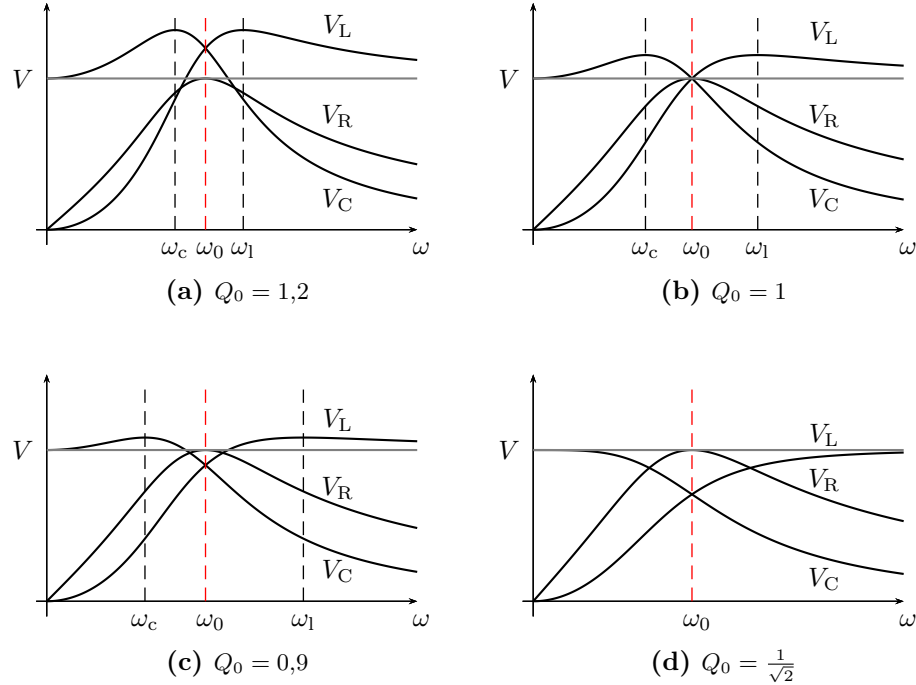 V
V_L
V_R
V_C
ω_c ω_0 ω_l ω
(a) Q_0 = 1,2
V
V_L
V_R
V_C
ω_c ω_0 ω_l ω
(b) Q_0 = 1
V
V_L
V_R
V_C
ω_c ω_0 ω_l ω
(c) Q_0 = 0,9
V
V_L
V_R
V_C
ω_0 ω
(d) Q_0 = 1/√2